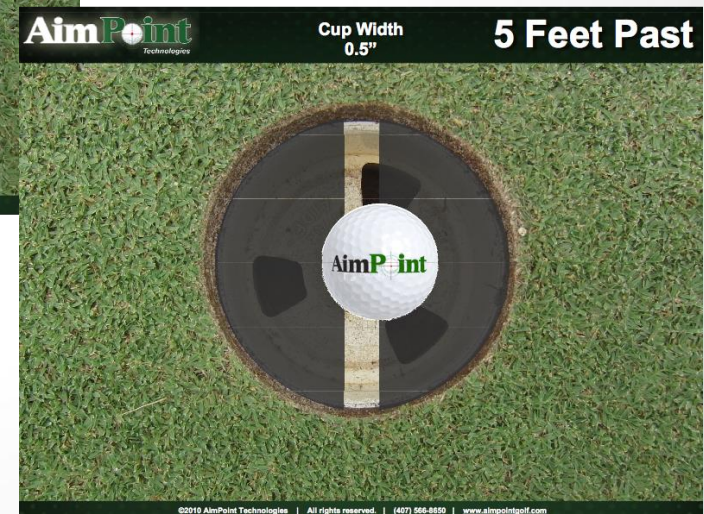 AimPoint
Technologies
Cup Width
0.5”
5 Feet Past
AimPoint
©2010 AimPoint Technologies | All rights reserved. | (407) 566-8650 | www.aimpointgolf.com